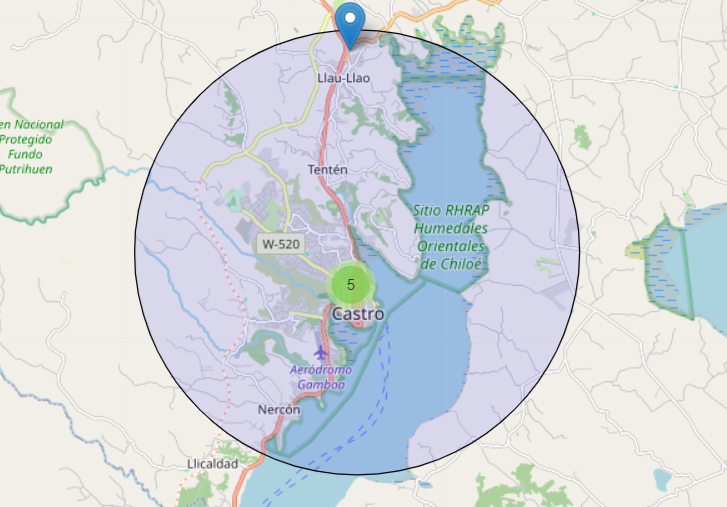 Llau-Llao
en Nacional
Protegido
Fundo
Putrihuen
Tentén
Sitio RHRAP
Humedales
Orientales
de Chiloé
W-520
5
Castro
Aeródromo
Gamboa
Nercón
Llicaldad